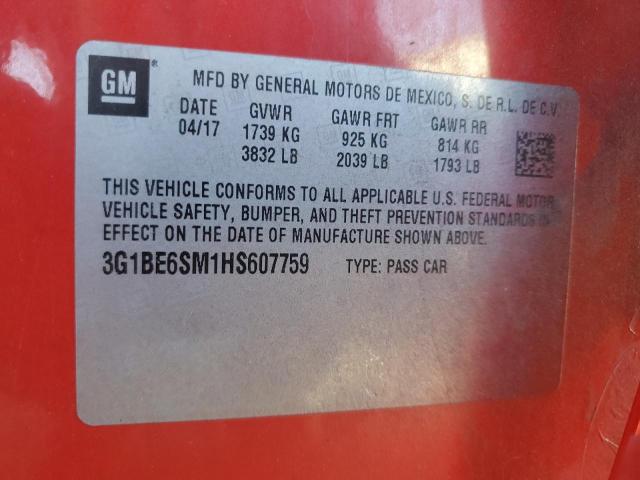 GM ®
MFD BY GENERAL MOTORS DE MEXICO, S. DE R.L. DE C.V.
DATE GVWR GAWR FRT GAWR RR
04/17 1739 KG 925 KG 814 KG
3832 LB 2039 LB 1793 LB
THIS VEHICLE CONFORMS TO ALL APPLICABLE U.S. FEDERAL MOTOR
VEHICLE SAFETY, BUMPER, AND THEFT PREVENTION STANDARDS IN
EFFECT ON THE DATE OF MANUFACTURE SHOWN ABOVE.
3G1BE6SM1HS607759 TYPE: PASS CAR